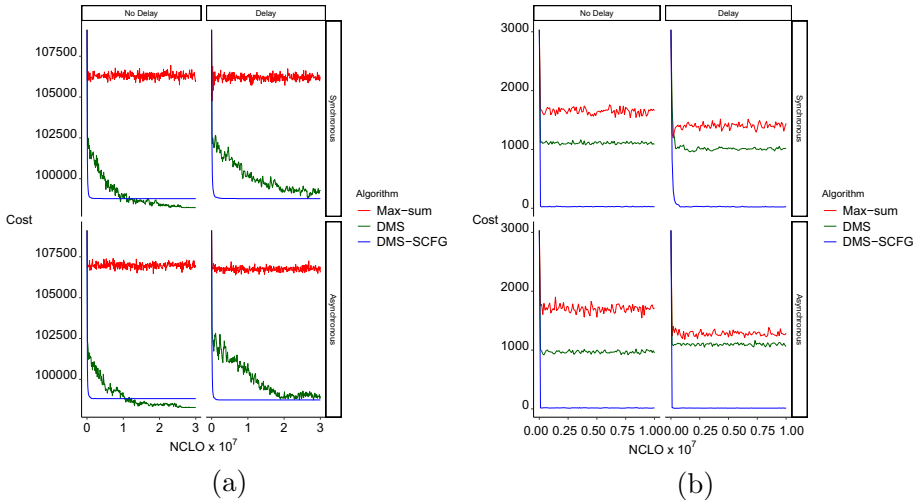 No Delay
Delay
107500
105000
102500
100000
Synchronous
107500
105000
102500
100000
Asynchronous
Cost
0 1 2 3
0 1 2 3
NCLO x 10^7
Algorithm
Max−sum
DMS
DMS−SCFG
(a)
No Delay
Delay
3000
2000
1000
0
Synchronous
3000
2000
1000
0
Asynchronous
Cost
0.00 0.25 0.50 0.75 1.00
0.00 0.25 0.50 0.75 1.00
NCLO x 10^7
Algorithm
Max−sum
DMS
DMS−SCFG
(b)